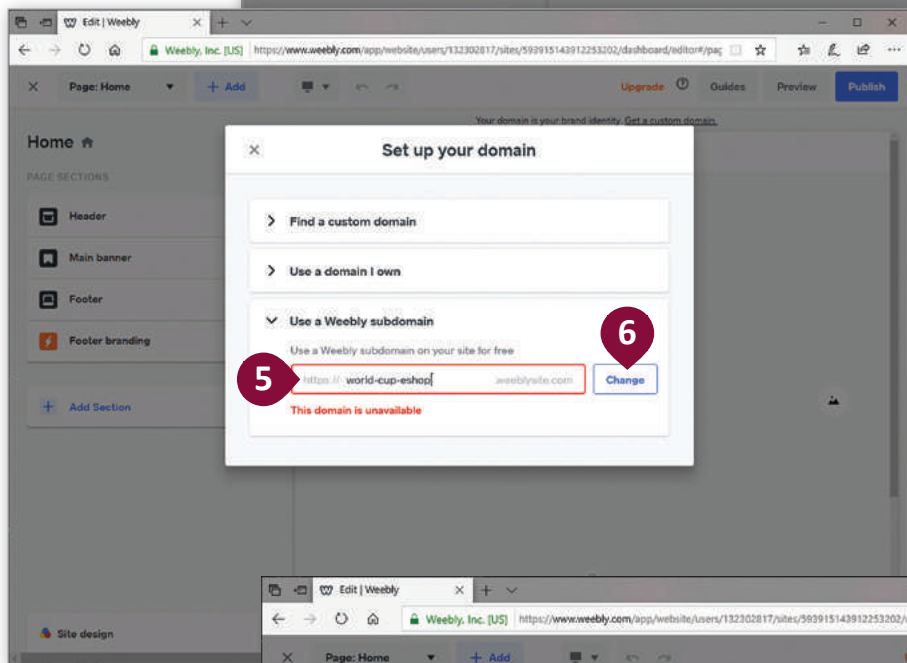 Edit | Weebly
Weebly, Inc. [US] https://www.weebly.com/app/website/users/132302817/sites/593915143912253202/dashboard/editor#/pag
Page: Home + Add Upgrade Guides Preview Publish
Your domain is your brand identity. Get a custom domain.
Home
PAGE SECTIONS
Header
Main banner
Footer
Footer branding
+ Add Section
Site design
Set up your domain
Find a custom domain
Use a domain I own
Use a Weebly subdomain
Use a Weebly subdomain on your site for free
5 https:// world-cup-eshop .weeblysite.com Change 6
This domain is unavailable
Edit | Weebly
Weebly, Inc. [US] https://www.weebly.com/app/website/users/132302817/sites/593915143912253202/
Page: Home + Add